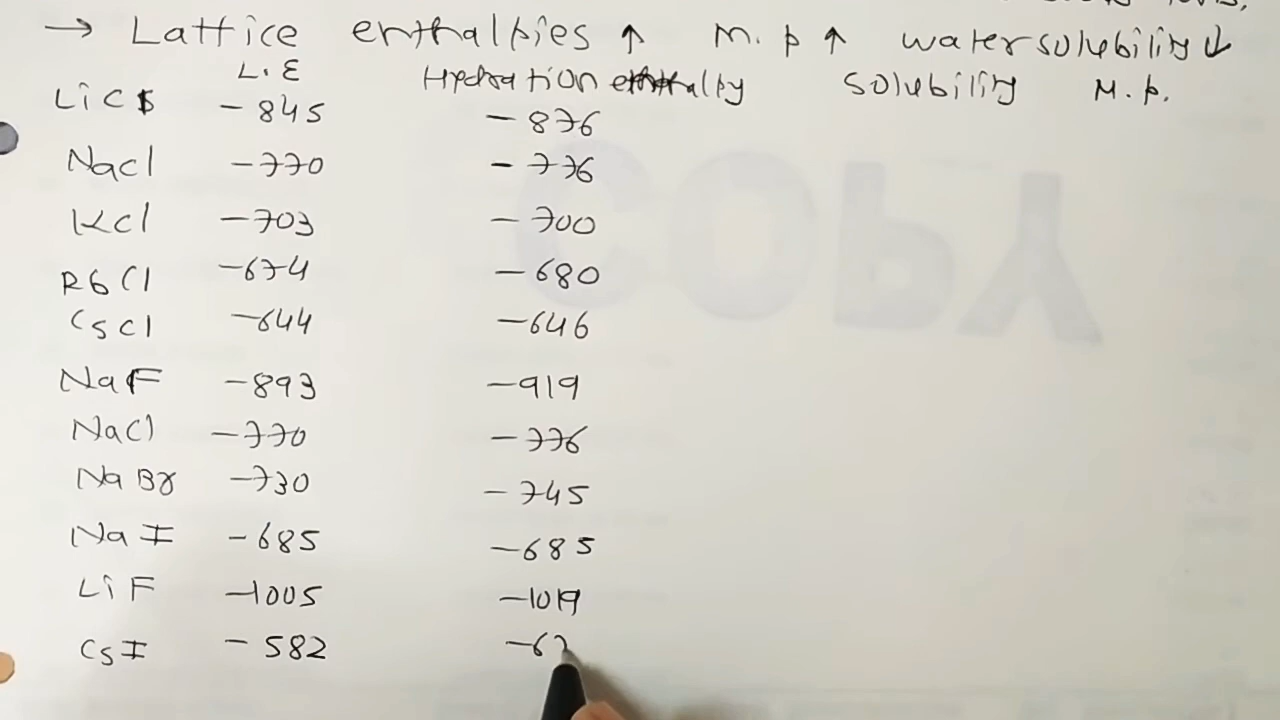 → Lattice enthalpies ↑ M.p ↑ water solubility ↓
L.E Hydration enthalpy solubility M.p.
LiCl -845 -876
NaCl -770 -776
KCl -703 -700
RbCl -674 -680
CsCl -644 -646
NaF -893 -919
NaCl -770 -776
NaBr -730 -745
NaI -685 -685
LiF -1005 -1019
CsI -582 -6
COPY